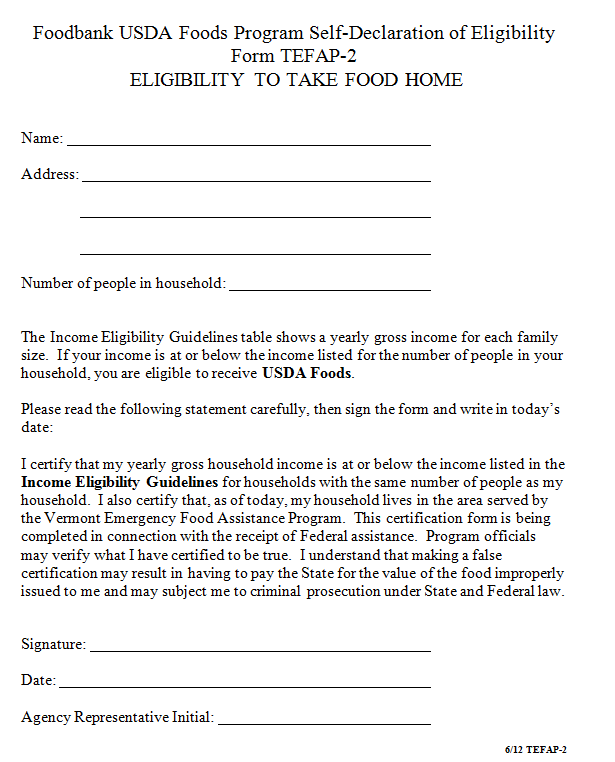 Foodbank USDA Foods Program Self-Declaration of Eligibility
Form TEFAP-2
ELIGIBILITY TO TAKE FOOD HOME
Name:
Address:
Number of people in household:
The Income Eligibility Guidelines table shows a yearly gross income for each family
size. If your income is at or below the income listed for the number of people in your
household, you are eligible to receive USDA Foods.
Please read the following statement carefully, then sign the form and write in today’s
date:
I certify that my yearly gross household income is at or below the income listed in the
Income Eligibility Guidelines for households with the same number of people as my
household. I also certify that, as of today, my household lives in the area served by
the Vermont Emergency Food Assistance Program. This certification form is being
completed in connection with the receipt of Federal assistance. Program officials
may verify what I have certified to be true. I understand that making a false
certification may result in having to pay the State for the value of the food improperly
issued to me and may subject me to criminal prosecution under State and Federal law.
Signature:
Date:
Agency Representative Initial:
6/12 TEFAP-2